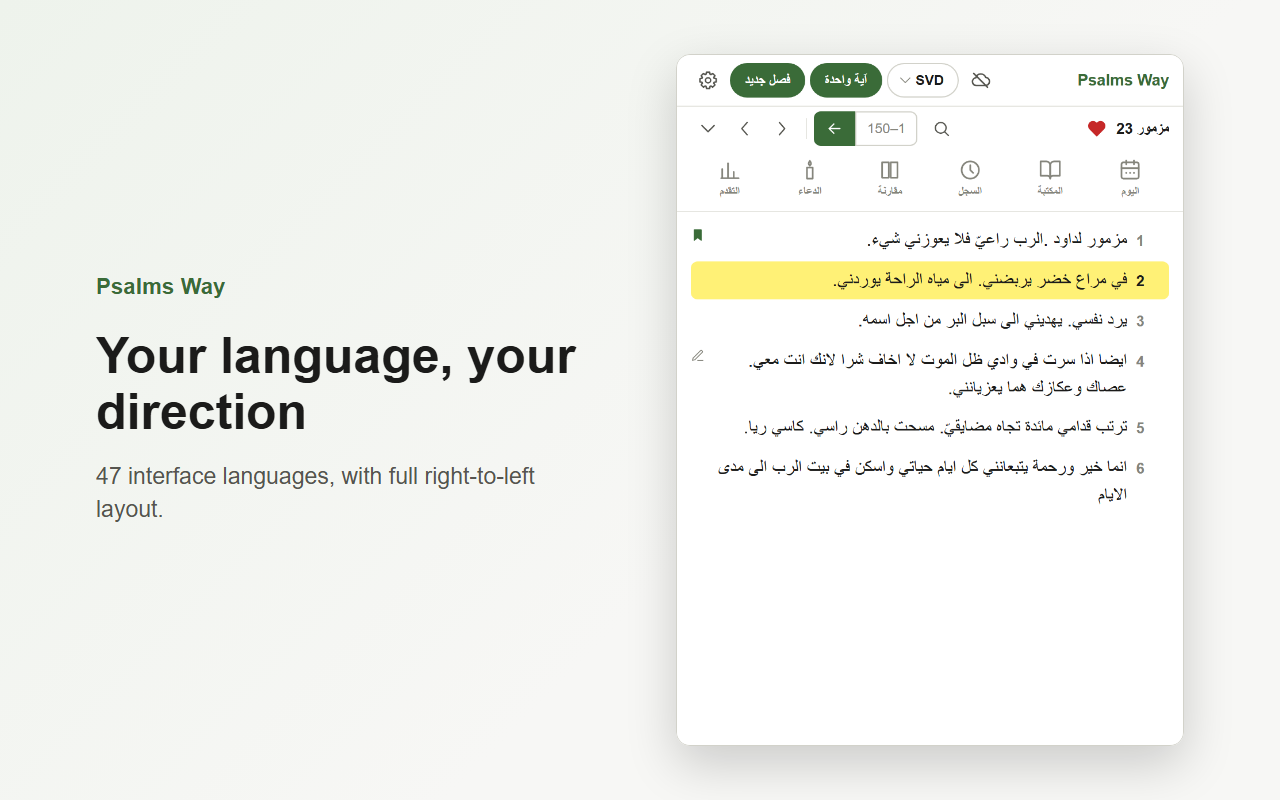 Psalms Way
Your language, your
direction
47 interface languages, with full right-to-left
layout.
Psalms Way
SVD
آية واحدة
فصل جديد
مزمور 23
1–150
اليوم
المكتبة
السجل
مقارنة
الدعاء
التقدم
1 مزمور لداود .الرب راعيّ فلا يعوزني شيء.
2 في مراع خضر يربضني. الى مياه الراحة يوردني.
3 يرد نفسي. يهديني الى سبل البر من اجل اسمه.
4 ايضا اذا سرت في وادي ظل الموت لا اخاف شرا لانك انت معي.
عصاك وعكازك هما يعزيانني.
5 ترتب قدامي مائدة تجاه مضايقيّ. مسحت بالدهن راسي. كاسي ريا.
6 انما خير ورحمة يتبعانني كل ايام حياتي واسكن في بيت الرب الى مدى
الايام